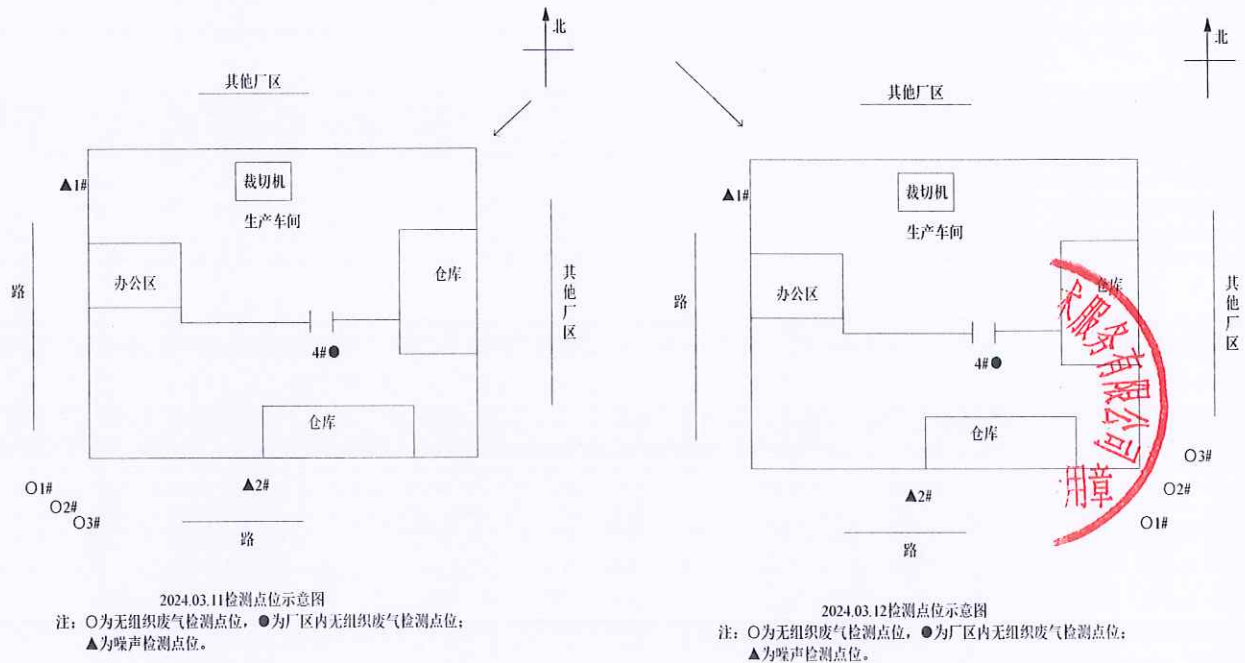 北
其他厂区
▲1#
裁切机
生产车间
办公区
仓库
路
其他厂区
4#●
仓库
▲2#
路
O1#
O2#
O3#
2024.03.11检测点位示意图
注：O为无组织废气检测点位，●为厂区内无组织废气检测点位；
▲为噪声检测点位。
北
其他厂区
▲1#
裁切机
生产车间
办公区
仓库
路
其他厂区
4#●
仓库
▲2#
路
O3#
O2#
O1#
服务有限公司
用章
2024.03.12检测点位示意图
注：O为无组织废气检测点位，●为厂区内无组织废气检测点位；
▲为噪声检测点位。